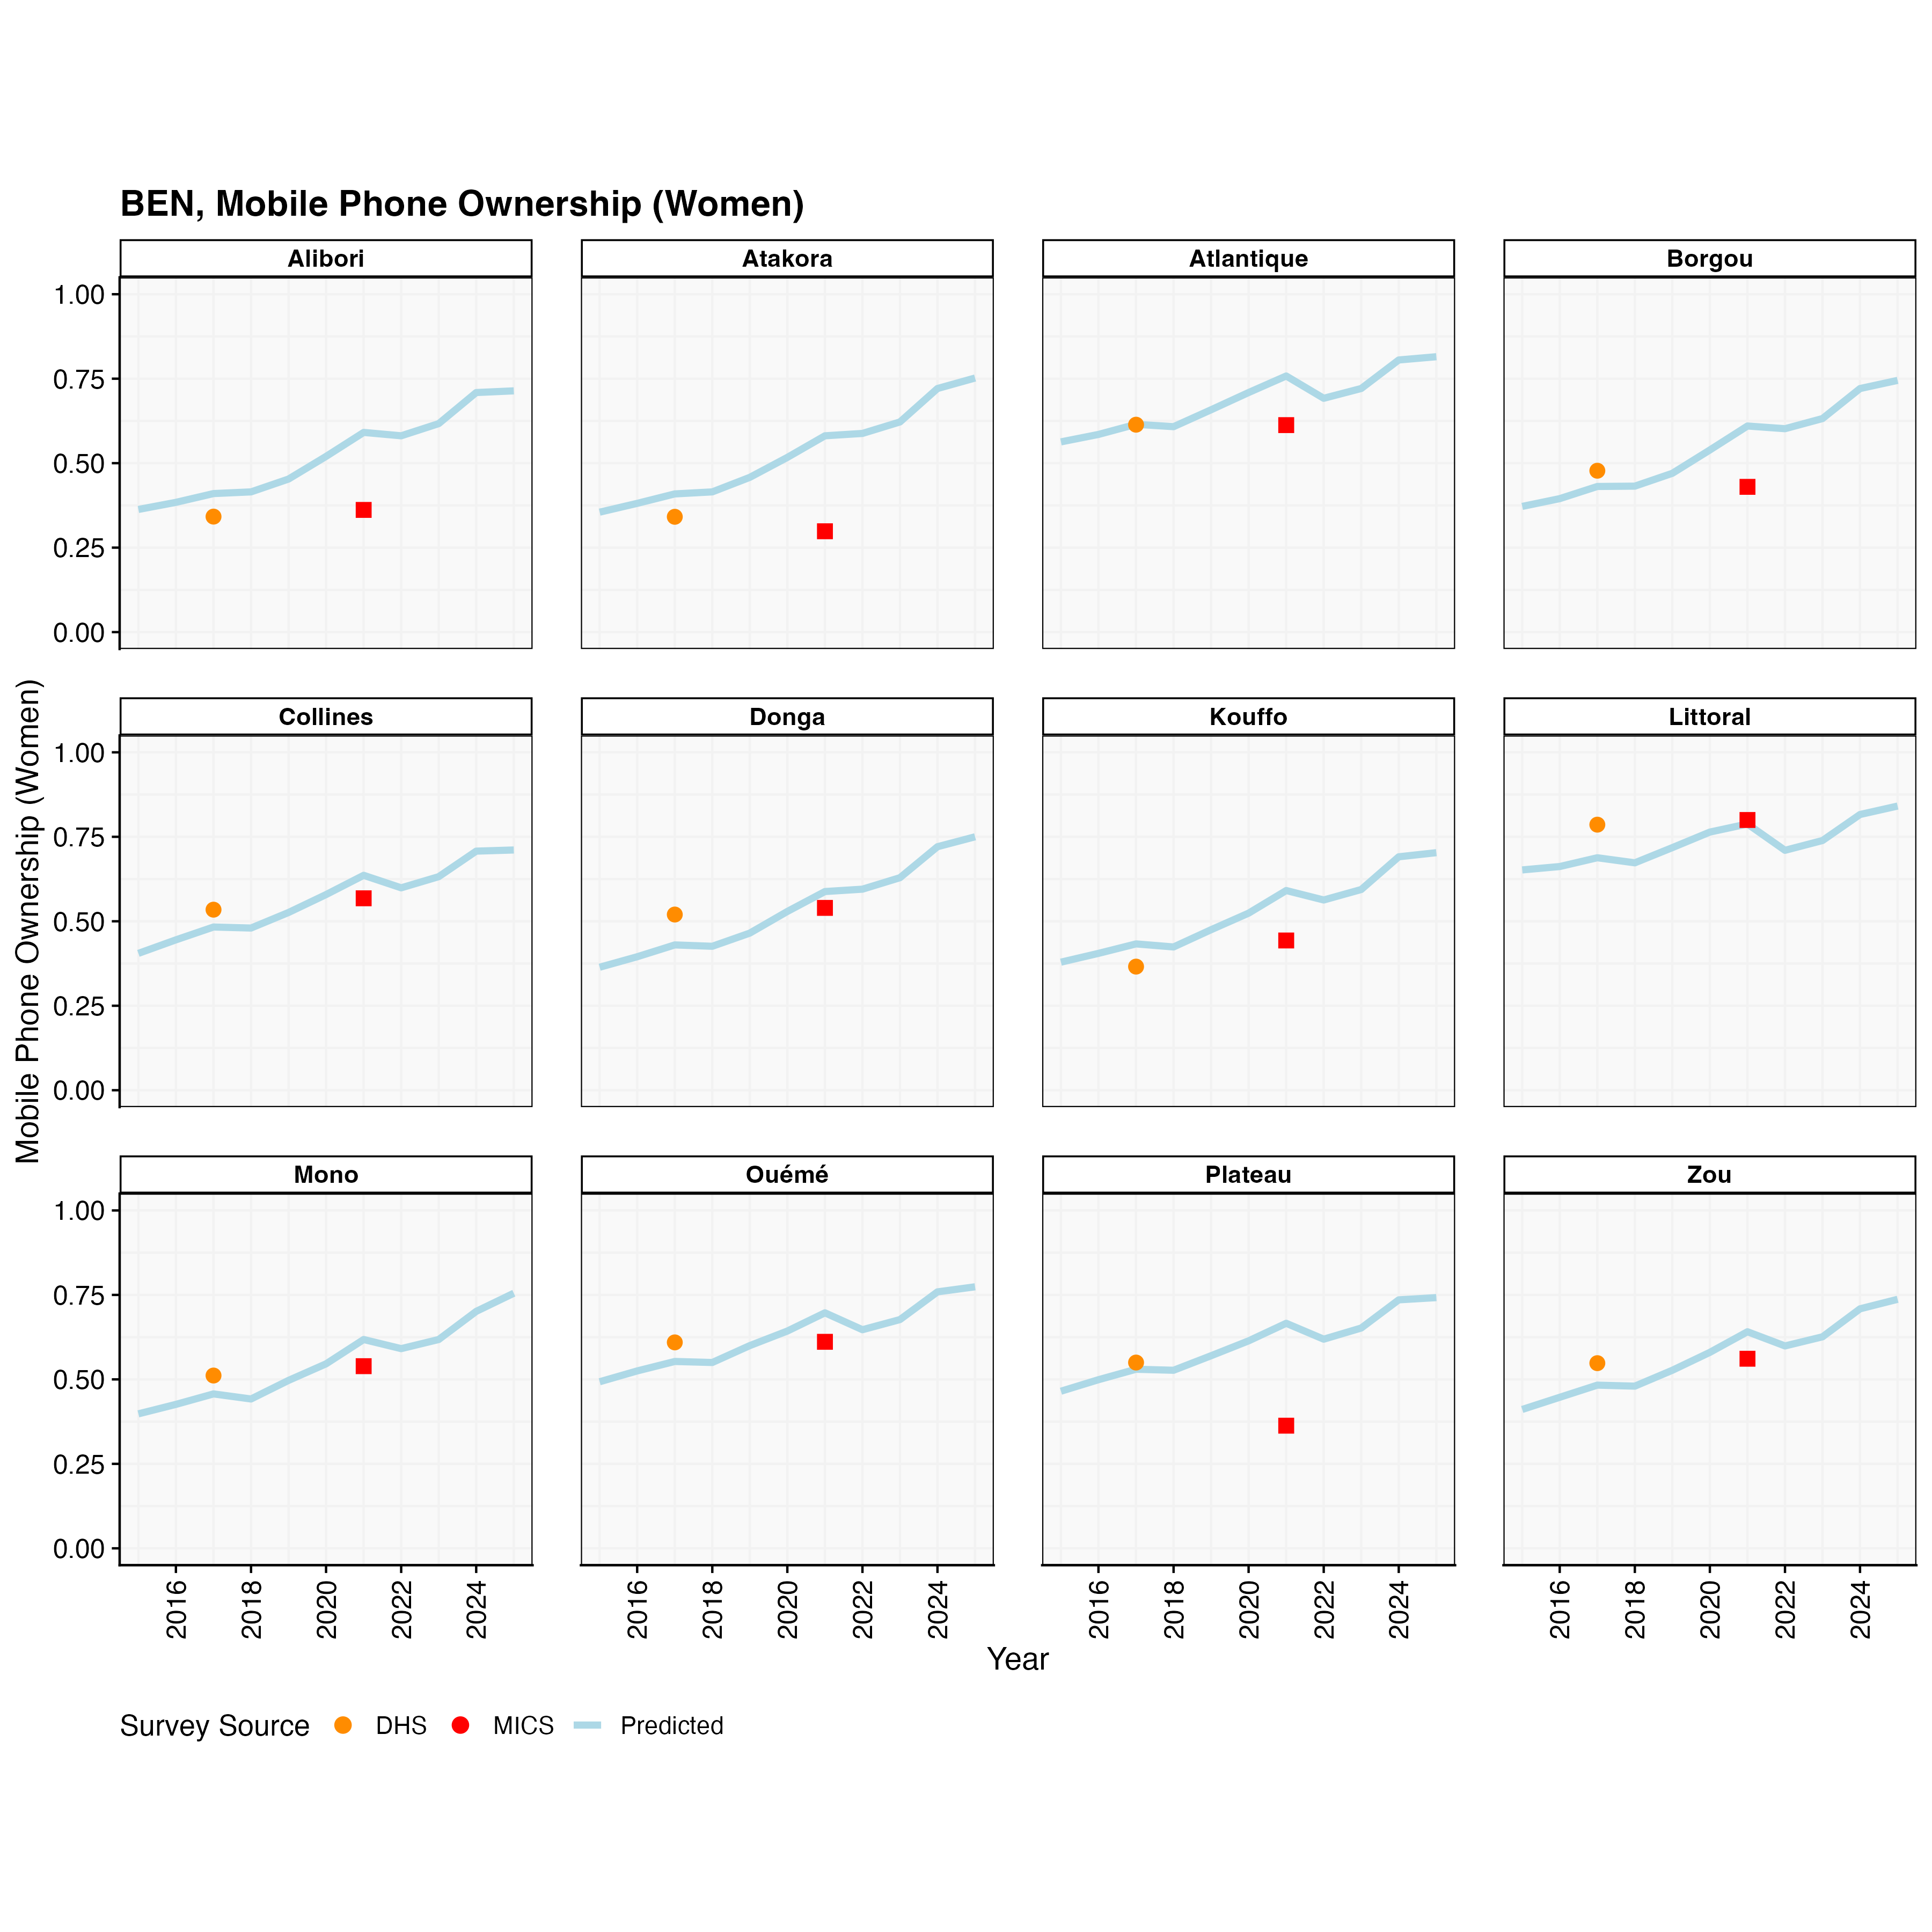 BEN, Mobile Phone Ownership (Women)
Alibori
Atakora
Atlantique
Borgou
1.00
0.75
0.50
0.25
0.00
Collines
Donga
Kouffo
Littoral
1.00
0.75
0.50
0.25
0.00
Mobile Phone Ownership (Women)
Mono
Ouémé
Plateau
Zou
1.00
0.75
0.50
0.25
0.00
2016 2018 2020 2022 2024
2016 2018 2020 2022 2024
2016 2018 2020 2022 2024
2016 2018 2020 2022 2024
Year
Survey Source DHS MICS Predicted